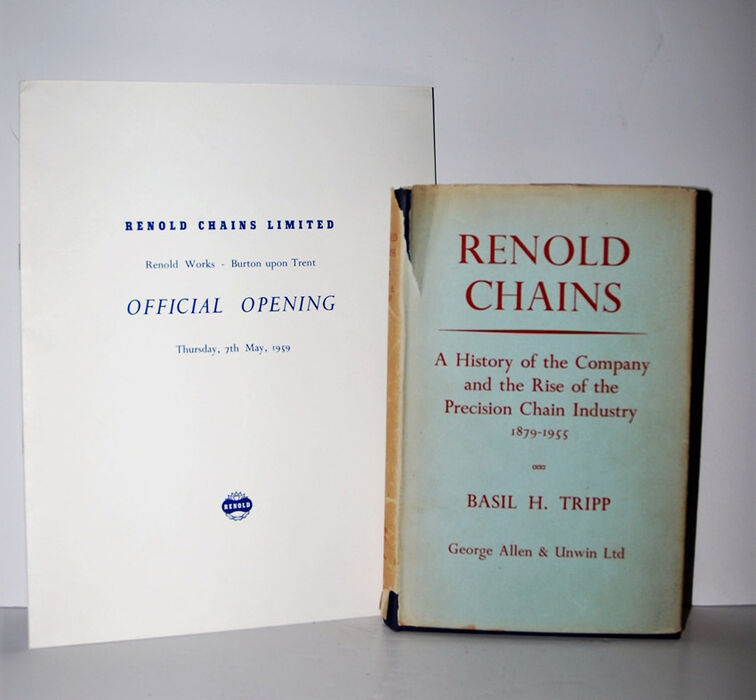 RENOLD CHAINS LIMITED
Renold Works - Burton upon Trent
OFFICIAL OPENING
Thursday, 7th May, 1959
RENOLD
RENOLD
CHAINS
A History of the Company
and the Rise of the
Precision Chain Industry
1879-1955
BASIL H. TRIPP
George Allen & Unwin Ltd